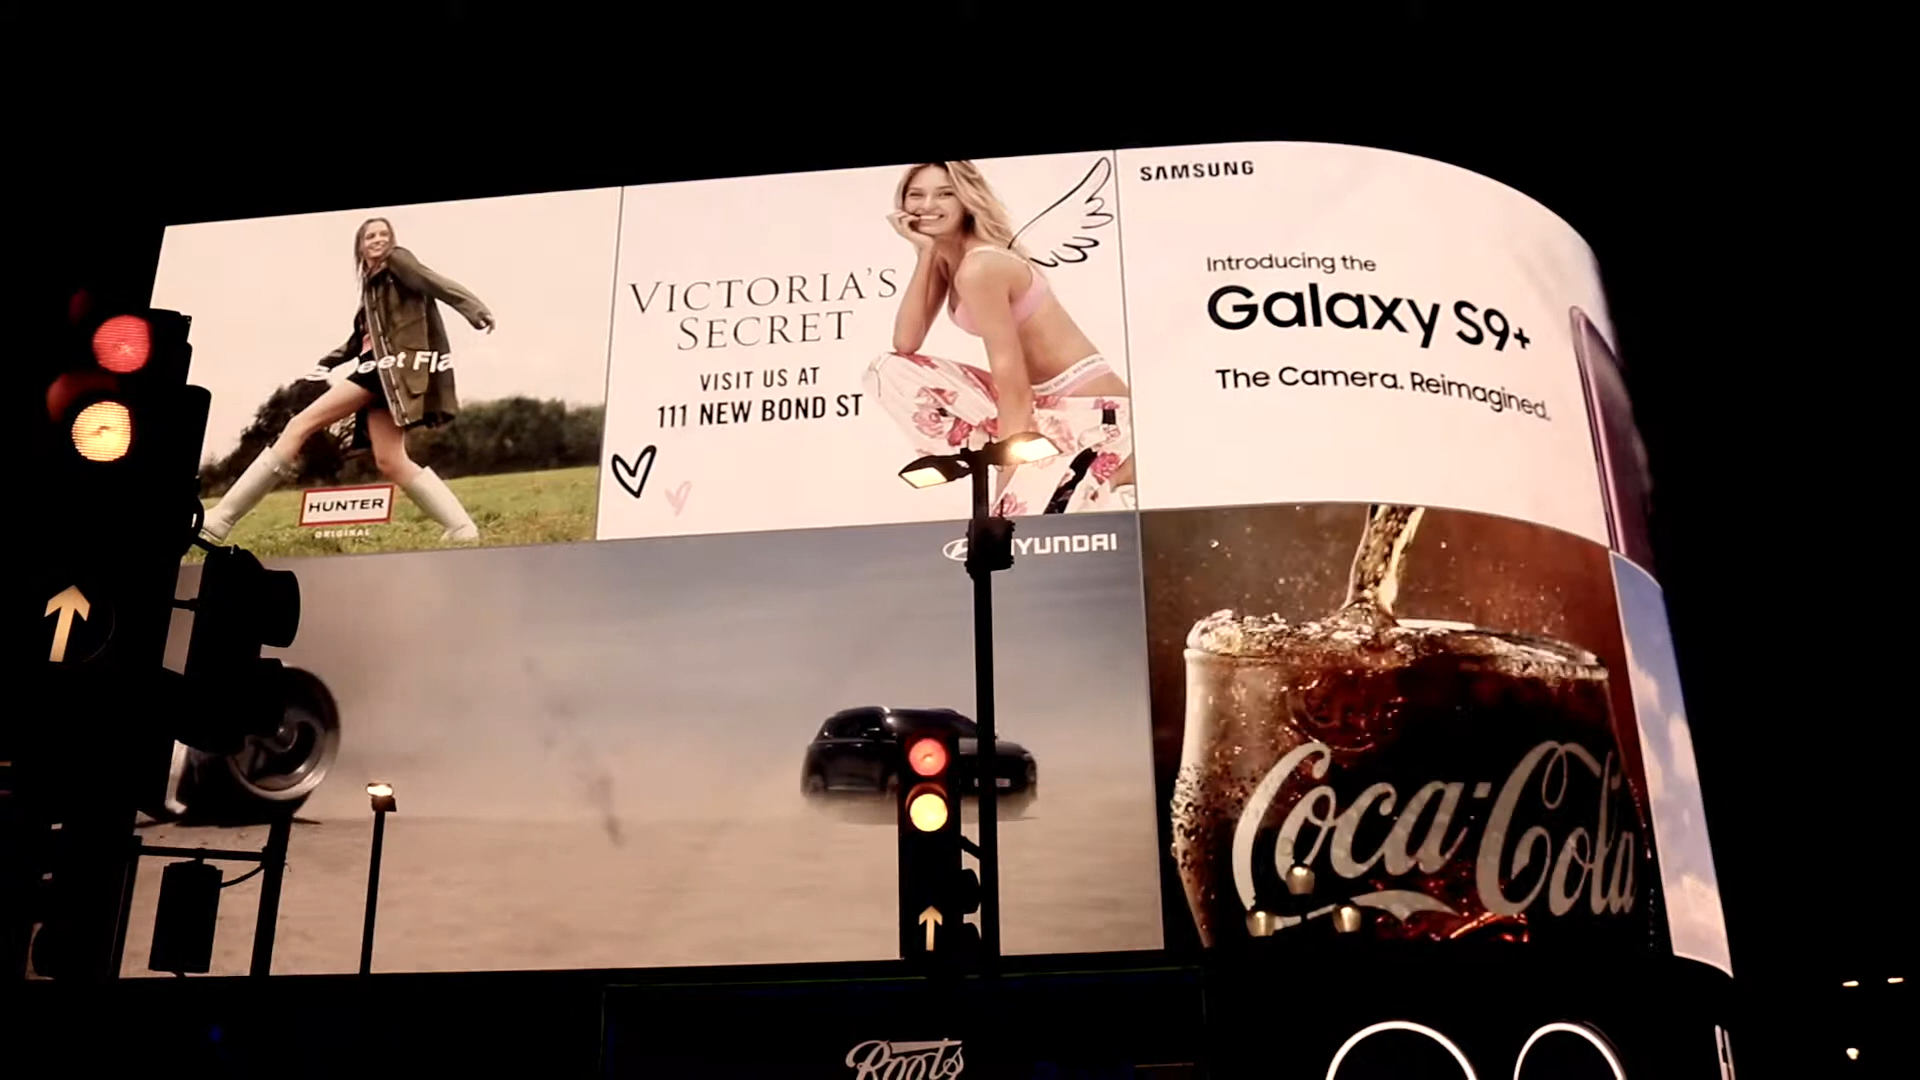 SAMSUNG
Introducing the
Galaxy S9+
The Camera. Reimagined.
VICTORIA'S
SECRET
VISIT US AT
111 NEW BOND ST
HUNTER
ORIGINAL
HYUNDAI
Coca-Cola
Boots